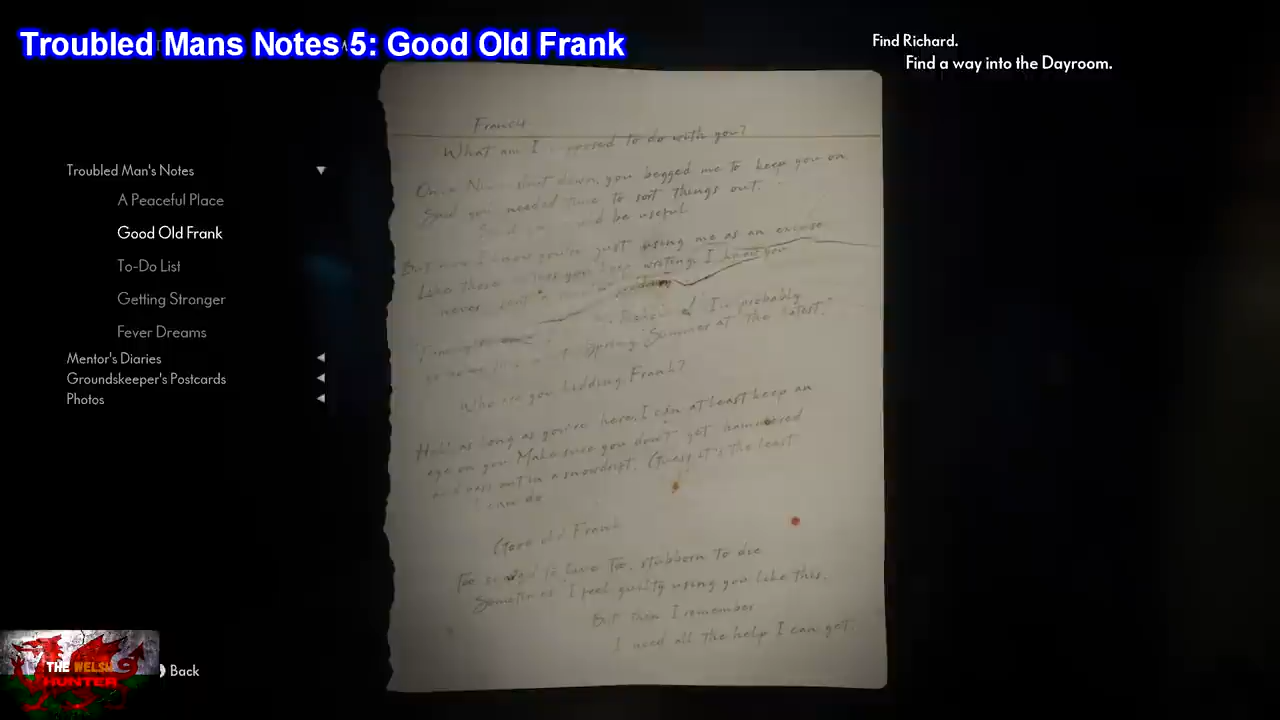 Troubled Mans Notes 5: Good Old Frank
Find Richard.
Find a way into the Dayroom.
Troubled Man's Notes
A Peaceful Place
Good Old Frank
To-Do List
Getting Stronger
Fever Dreams
Mentor's Diaries
Groundskeeper's Postcards
Photos
Back
THE WELSH
HUNTER
What am I to do with you?
shut down, you begged me to keep you on
Said you needed time to sort things out.
be useful
But now I know you're just using me as an excuse
Like these you keep writing. I know you
never
I'm probably
Spring. Summer at the latest."
Who are you kidding, Frank?
Hell as long as you're here, I can at least keep an
eye on you. Make sure you don't get hammered
and pass out in a snowdrift. Guess it's the least
I can do
Good old Frank
Too to live Too stubborn to die
Sometimes I feel guilty using you like this.
But then I remember
I need all the help I can get